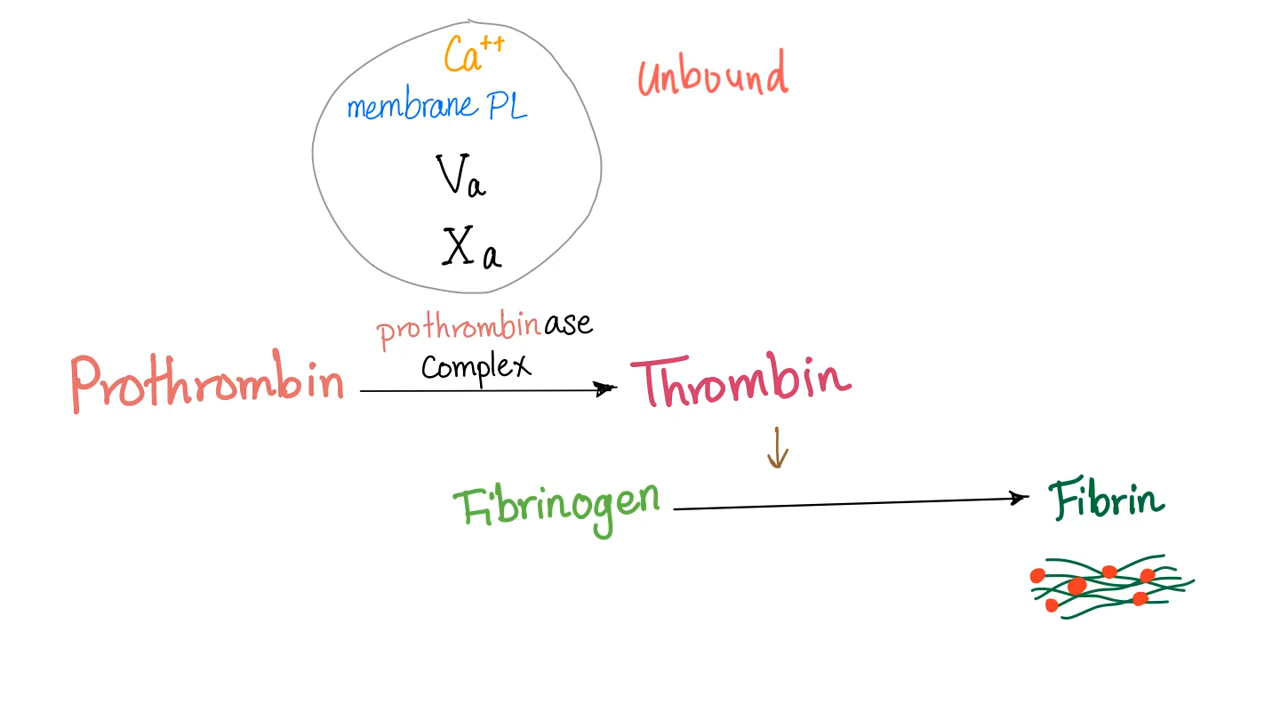 Ca++
Unbound
membrane PL
Va
Xa
prothrombinase
Complex
Prothrombin
Thrombin
Fibrinogen
Fibrin